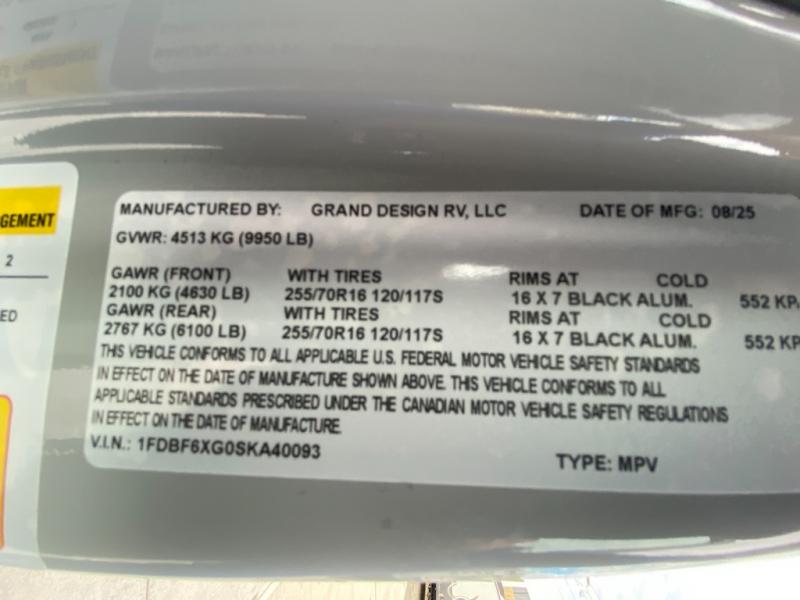 GEMENT
2
ED
MANUFACTURED BY: GRAND DESIGN RV, LLC DATE OF MFG: 08/25
GVWR: 4513 KG (9950 LB)
GAWR (FRONT) WITH TIRES RIMS AT COLD
2100 KG (4630 LB) 255/70R16 120/117S 16 X 7 BLACK ALUM. 552 KPA
GAWR (REAR) WITH TIRES RIMS AT COLD
2767 KG (6100 LB) 255/70R16 120/117S 16 X 7 BLACK ALUM. 552 KP
THIS VEHICLE CONFORMS TO ALL APPLICABLE U.S. FEDERAL MOTOR VEHICLE SAFETY STANDARDS
IN EFFECT ON THE DATE OF MANUFACTURE SHOWN ABOVE. THIS VEHICLE CONFORMS TO ALL
APPLICABLE STANDARDS PRESCRIBED UNDER THE CANADIAN MOTOR VEHICLE SAFETY REGULATIONS
IN EFFECT ON THE DATE OF MANUFACTURE.
V.I.N.: 1FDBF6XG0SKA40093 TYPE: MPV